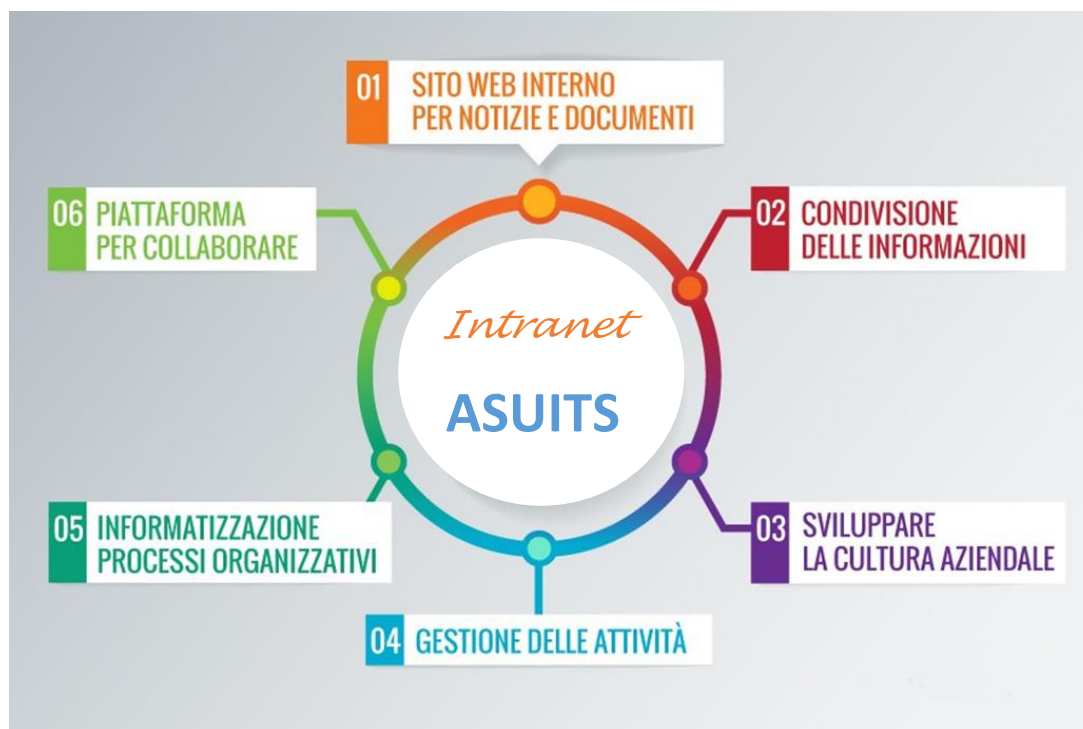 01
SITO WEB INTERNO
PER NOTIZIE E DOCUMENTI
02
CONDIVISIONE
DELLE INFORMAZIONI
03
SVILUPPARE
LA CULTURA AZIENDALE
04
GESTIONE DELLE ATTIVITÀ
05
INFORMATIZZAZIONE
PROCESSI ORGANIZZATIVI
06
PIATTAFORMA
PER COLLABORARE
Intranet
ASUITS